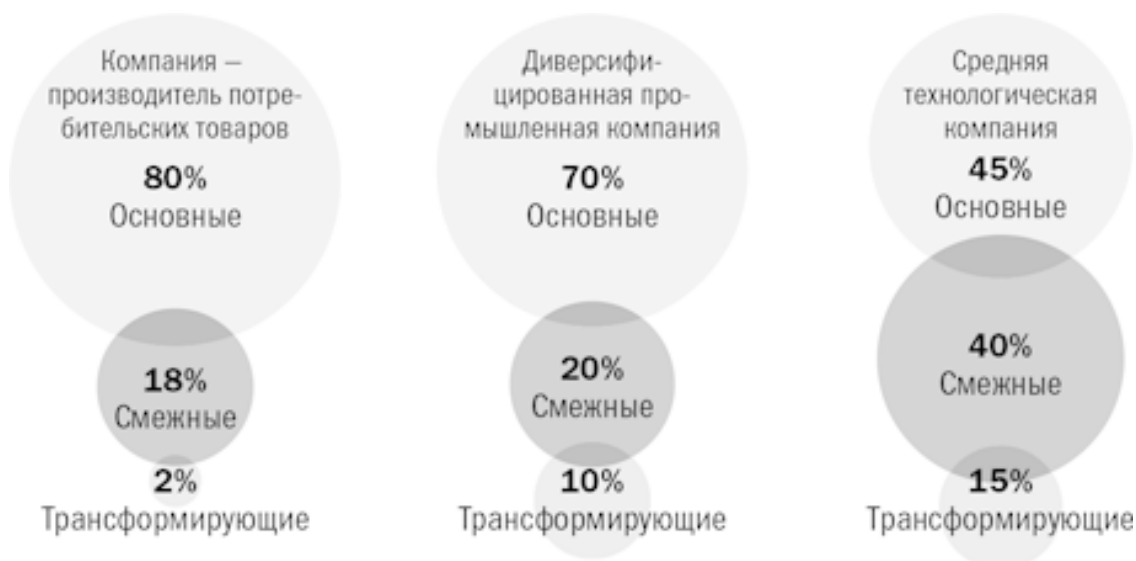 Компания —
производитель потре-
бительских товаров
80%
Основные
18%
Смежные
2%
Трансформирующие
Диверсифи-
цированная про-
мышленная компания
70%
Основные
20%
Смежные
10%
Трансформирующие
Средняя
технологическая
компания
45%
Основные
40%
Смежные
15%
Трансформирующие